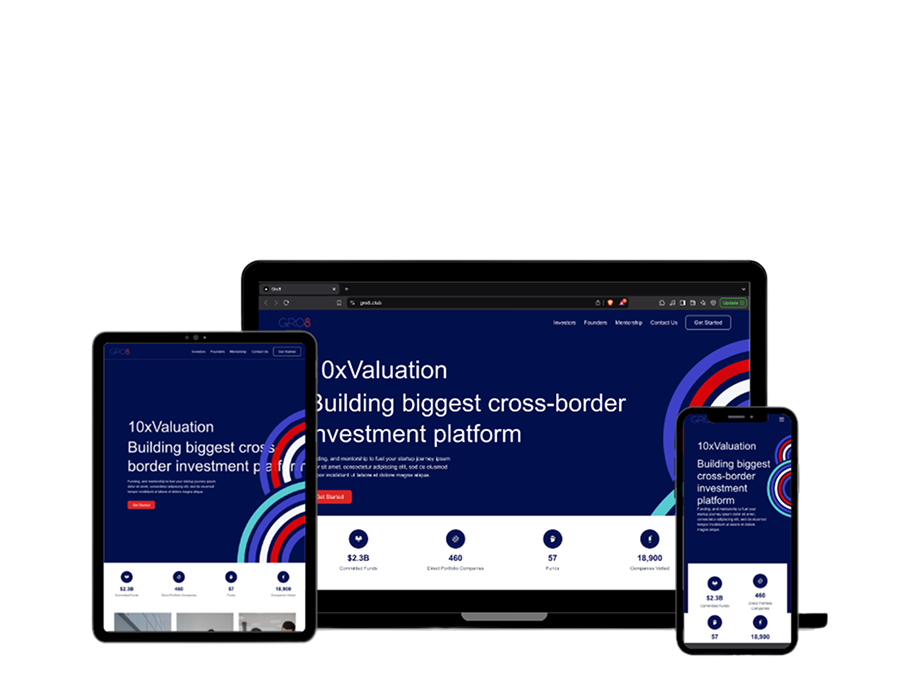 Gro8
gro8.club
Update
GRO8
Investors Founders Mentorship Contact Us Get Started
10xValuation
Building biggest cross-border
investment platform
ding, and mentorship to fuel your startup journey ipsum
or sit amet, consectetur adipiscing elit, sed do eiusmod
por incididunt ut labore et dolore magna aliqua.
Get Started
$2.3B 460 57 18,900
Committed Funds Direct Portfolio Companies Funds Companies Vetted
GRO8
Investors Founders Mentorship Contact Us Get Started
10xValuation
Building biggest cross-
border investment platform
Funding, and mentorship to fuel your startup journey ipsum
dolor sit amet, consectetur adipiscing elit, sed do eiusmod
tempor incididunt ut labore et dolore magna aliqua.
Get Started
$2.3B 460 57 18,900
Committed Funds Direct Portfolio Companies Funds Companies Vetted
10xValuation
Building biggest
cross-border
investment
platform
Funding, and mentorship to fuel your
startup journey ipsum dolor sit amet,
consectetur adipiscing elit, sed do eiusmod
tempor incididunt ut labore et dolore
magna aliqua.
$2.3B 460
Committed Funds Direct Portfolio
Companies
57 18,900